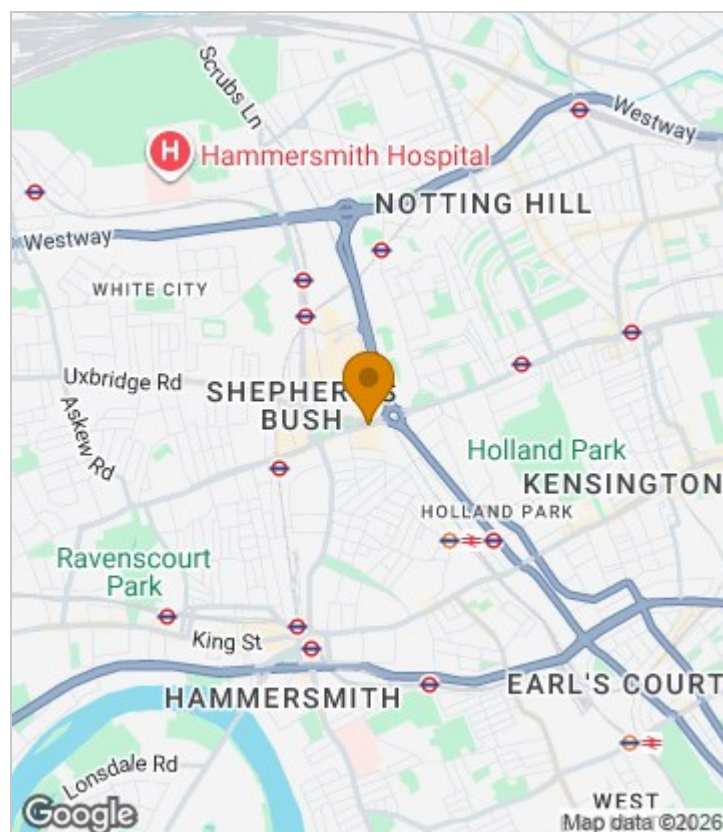 Scrubs Ln
Westway
H Hammersmith Hospital
NOTTING HILL
Westway
WHITE CITY
Uxbridge Rd
SHEPHERD'S
BUSH
Askew Rd
Holland Park
KENSINGTON
HOLLAND PARK
Ravenscourt
Park
King St
HAMMERSMITH
EARL'S COURT
Lonsdale Rd
WEST
Google
Map data ©2026